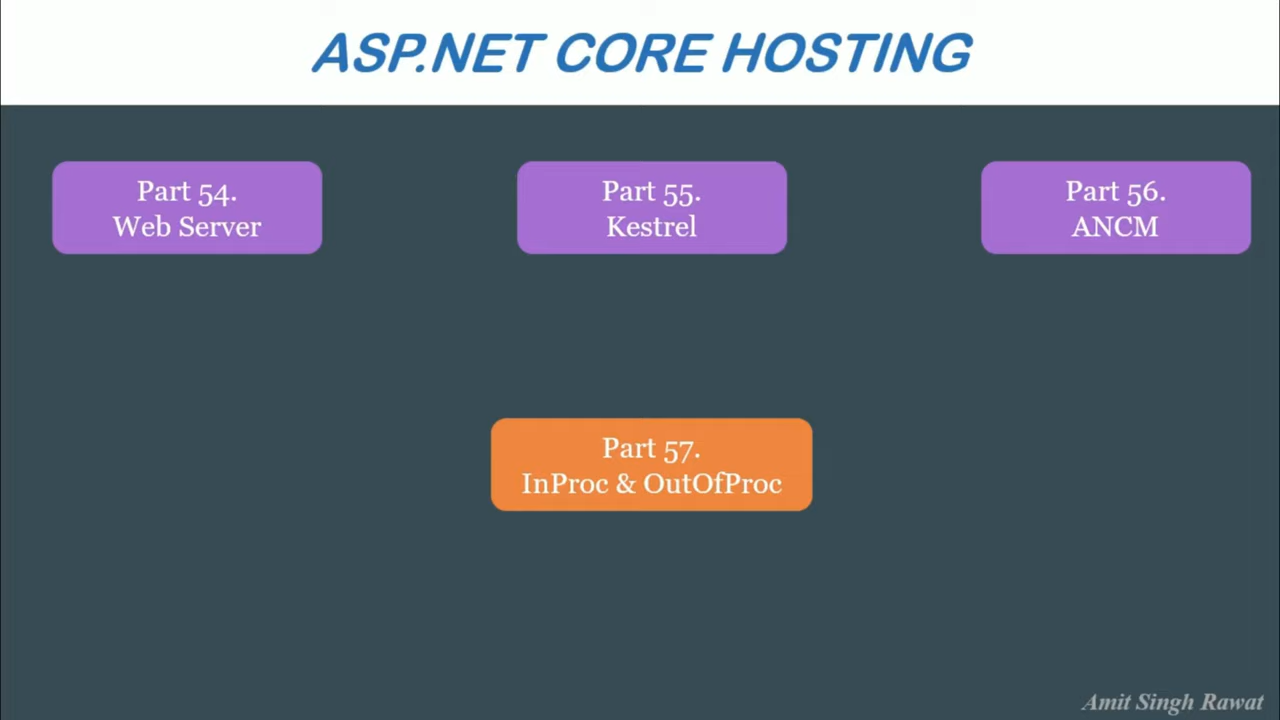 ASP.NET CORE HOSTING
Part 54.
Web Server
Part 55.
Kestrel
Part 56.
ANCM
Part 57.
InProc & OutOfProc
Amit Singh Rawat